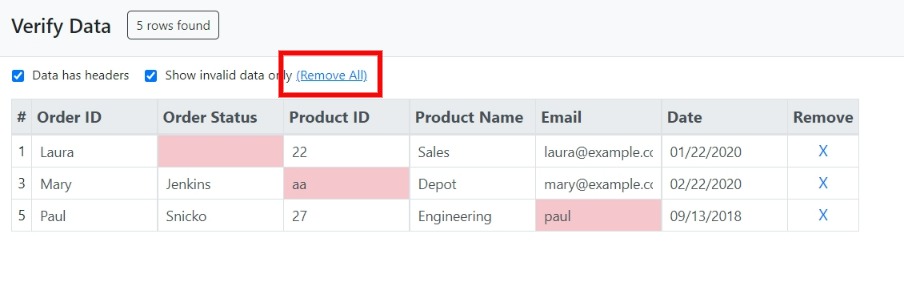 Verify Data 5 rows found
Data has headers Show invalid data only (Remove All)
# Order ID Order Status Product ID Product Name Email Date Remove
1 Laura 22 Sales laura@example.cc 01/22/2020 X
3 Mary Jenkins aa Depot mary@example.cc 02/22/2020 X
5 Paul Snicko 27 Engineering paul 09/13/2018 X